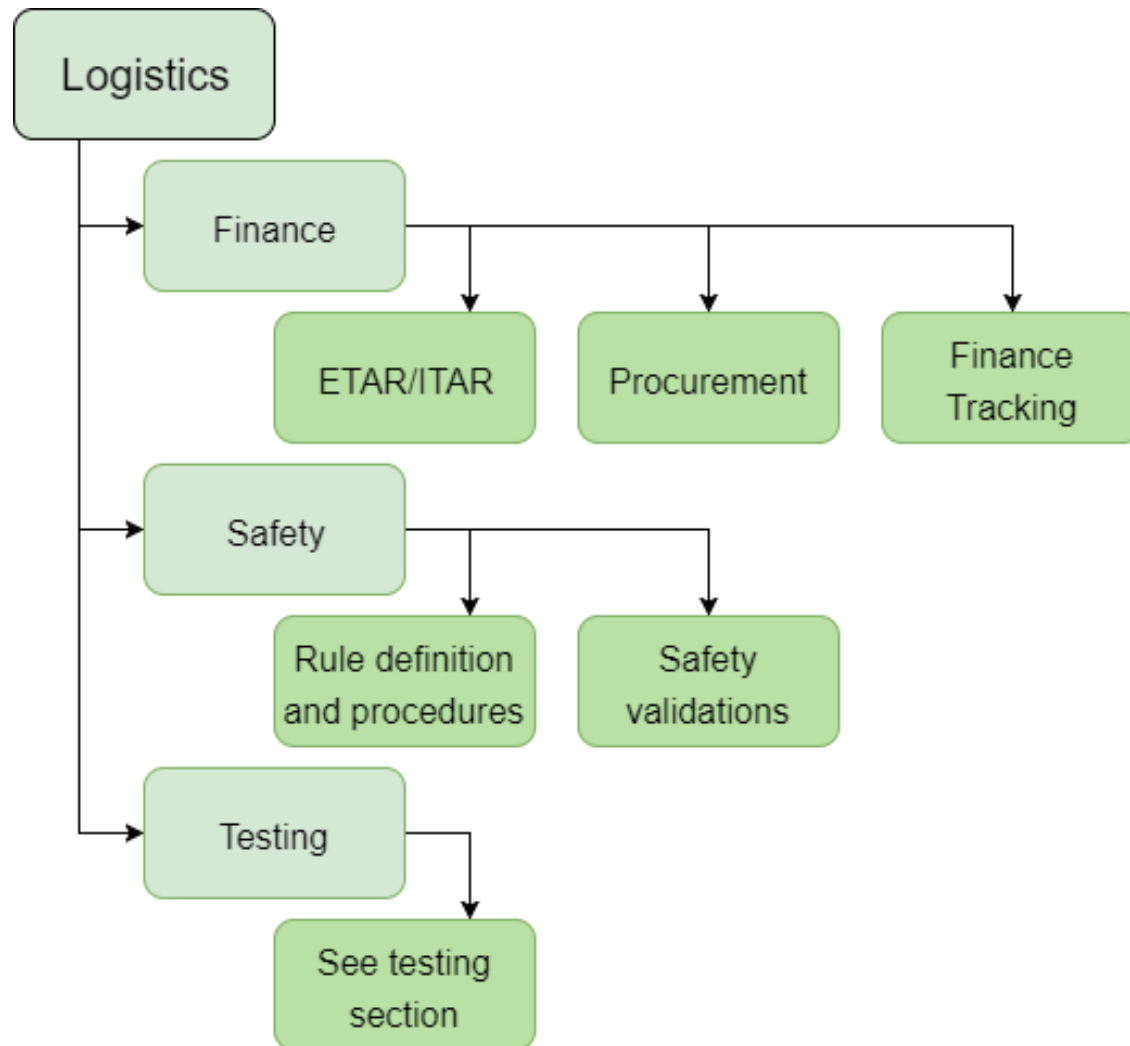 Logistics
Finance
ETAR/ITAR
Procurement
Finance
Tracking
Safety
Rule definition
and procedures
Safety
validations
Testing
See testing
section